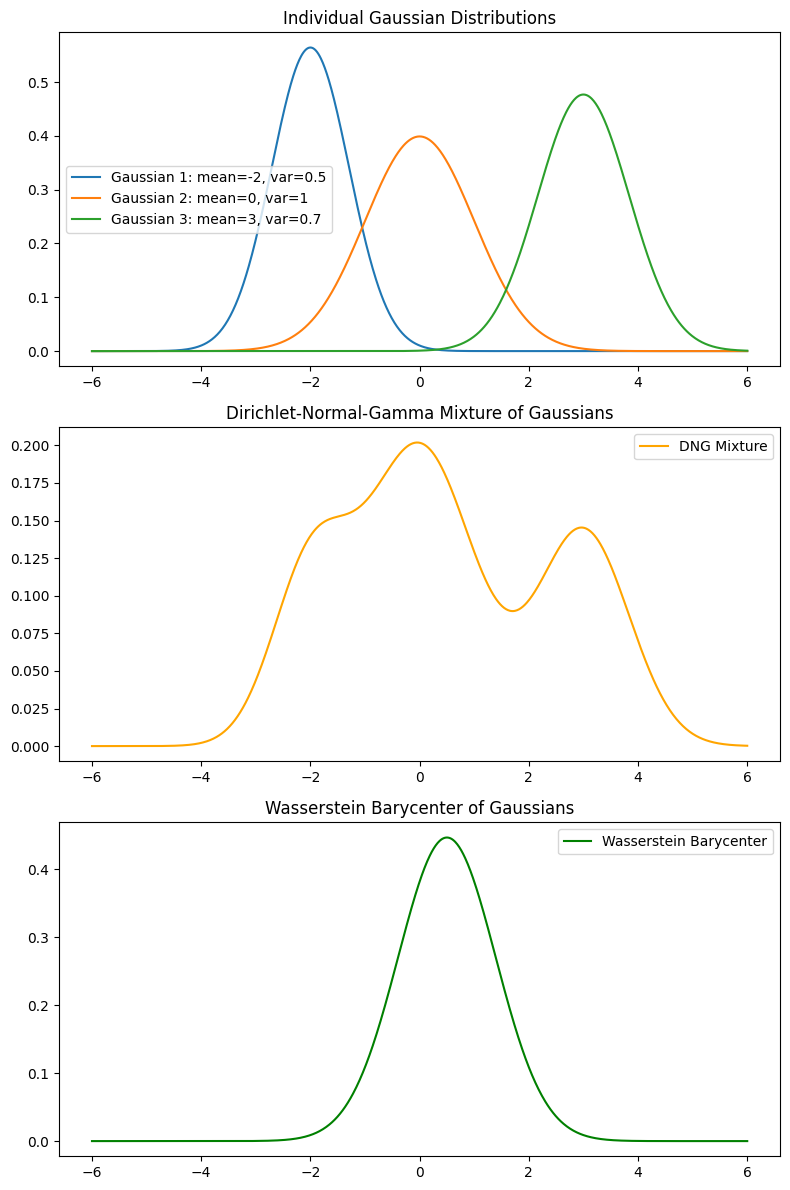 Individual Gaussian Distributions
0.5
0.4
0.3
0.2
0.1
0.0
Gaussian 1: mean=-2, var=0.5
Gaussian 2: mean=0, var=1
Gaussian 3: mean=3, var=0.7
−6 −4 −2 0 2 4 6
Dirichlet-Normal-Gamma Mixture of Gaussians
DNG Mixture
0.200
0.175
0.150
0.125
0.100
0.075
0.050
0.025
0.000
−6 −4 −2 0 2 4 6
Wasserstein Barycenter of Gaussians
Wasserstein Barycenter
0.4
0.3
0.2
0.1
0.0
−6 −4 −2 0 2 4 6